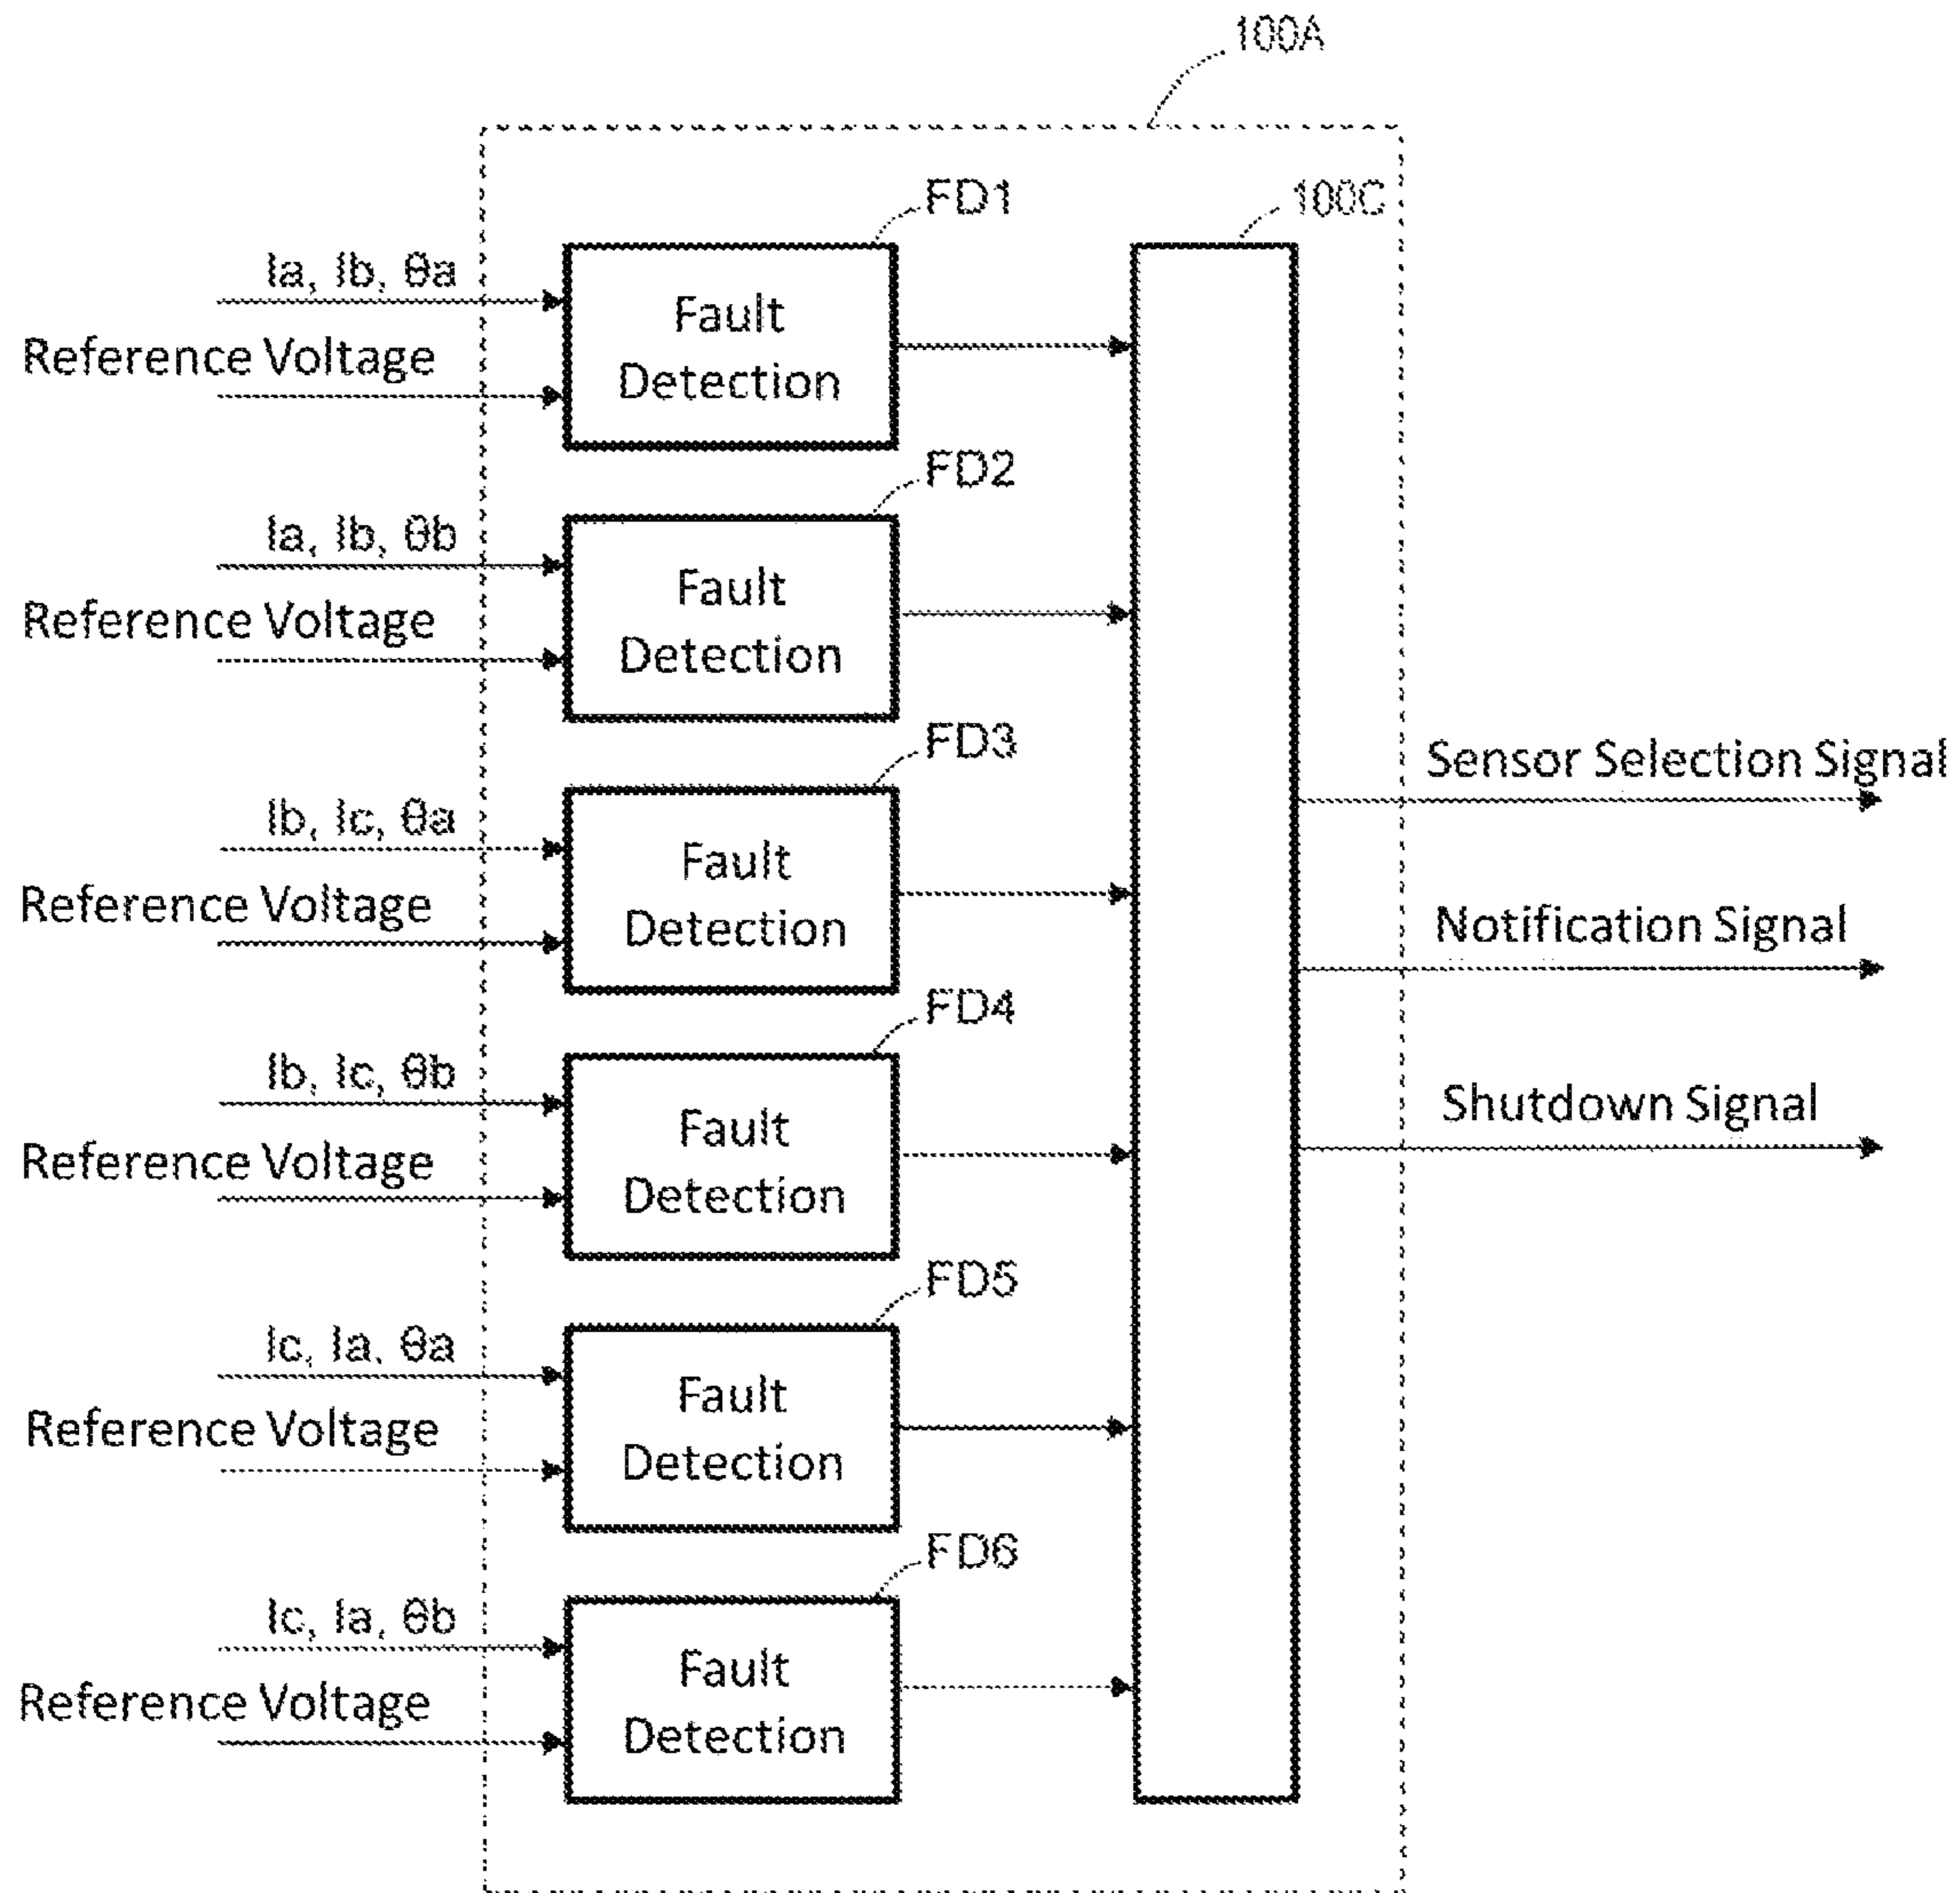 100A
FD1
100C
Ia, Ib, θa
Reference Voltage
Fault
Detection
FD2
Ia, Ib, θb
Reference Voltage
Fault
Detection
FD3
Sensor Selection Signal
Ib, Ic, θa
Reference Voltage
Fault
Detection
Notification Signal
FD4
Ib, Ic, θb
Reference Voltage
Fault
Detection
Shutdown Signal
FD5
Ic, Ia, θa
Reference Voltage
Fault
Detection
FD6
Ic, Ia, θb
Reference Voltage
Fault
Detection